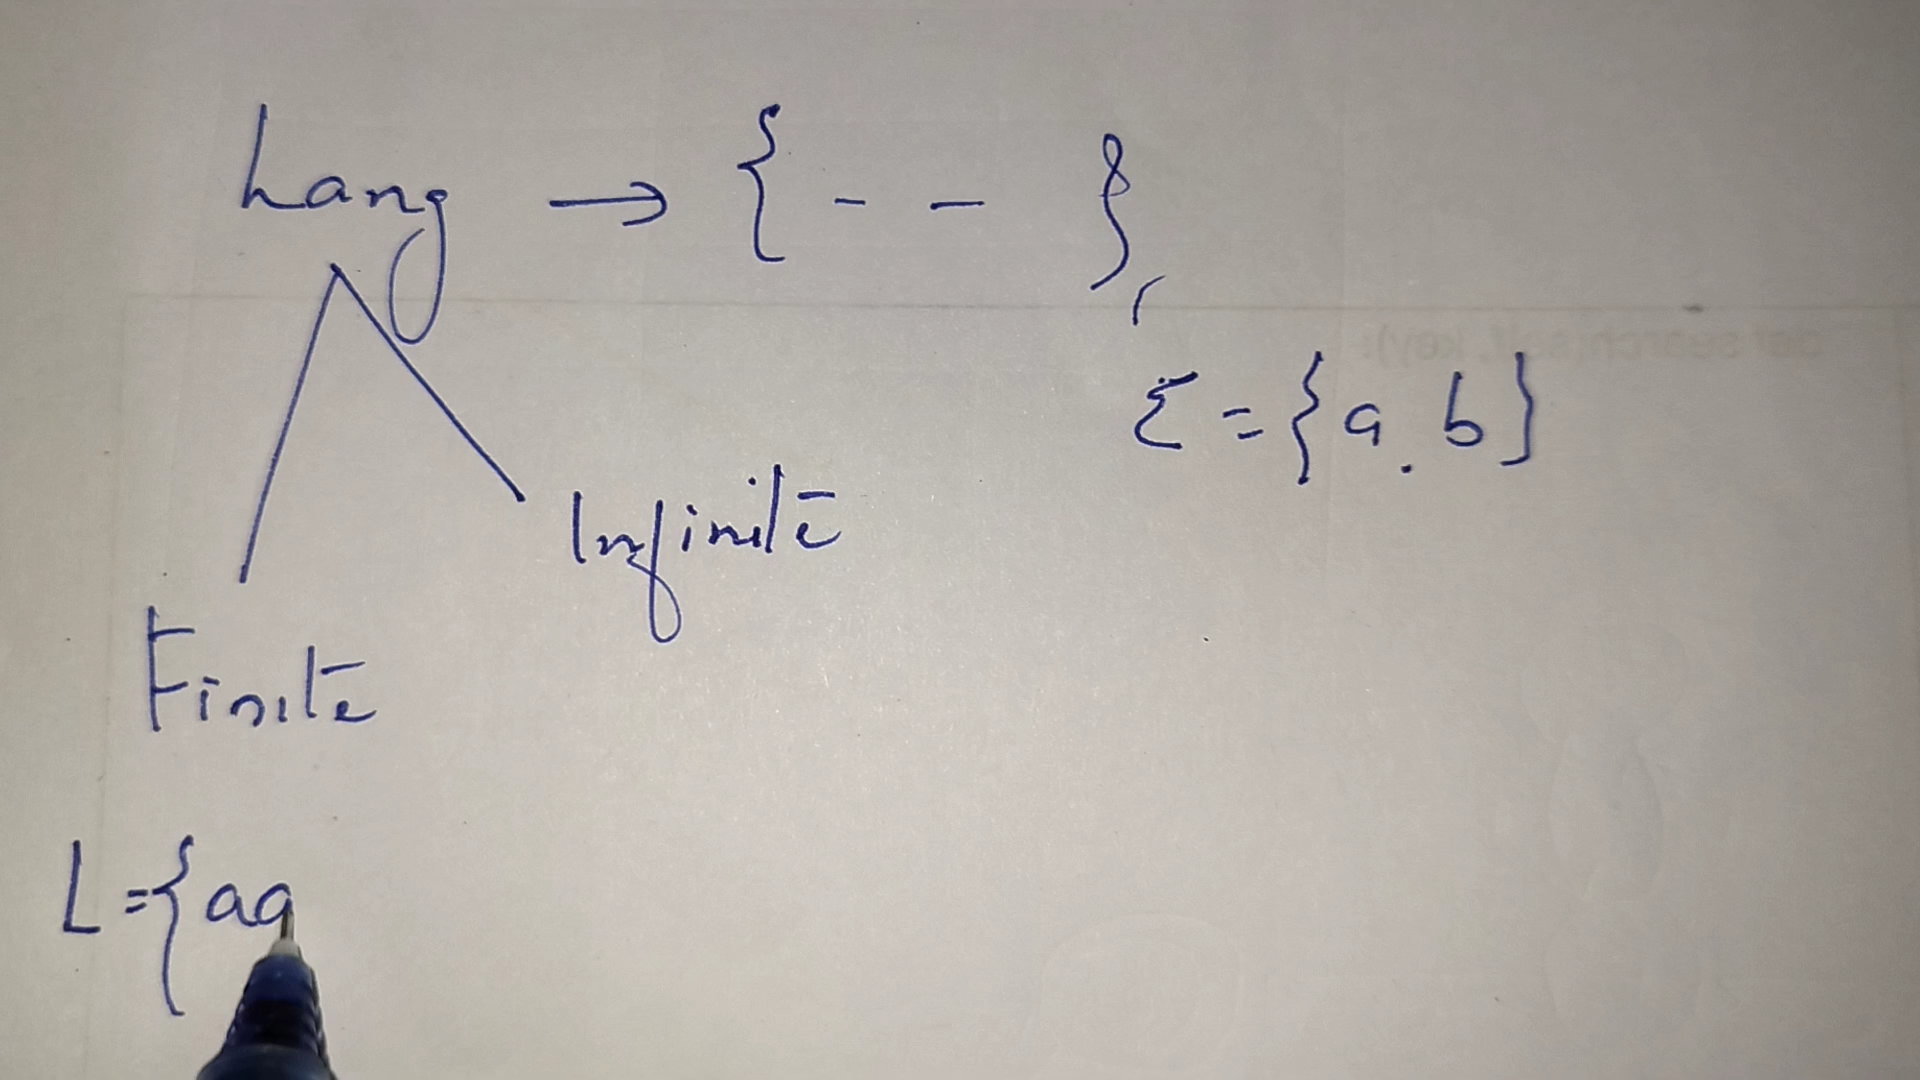 Lang → { - - },
Σ = {a, b}
Infinite
Finite
L = { aa